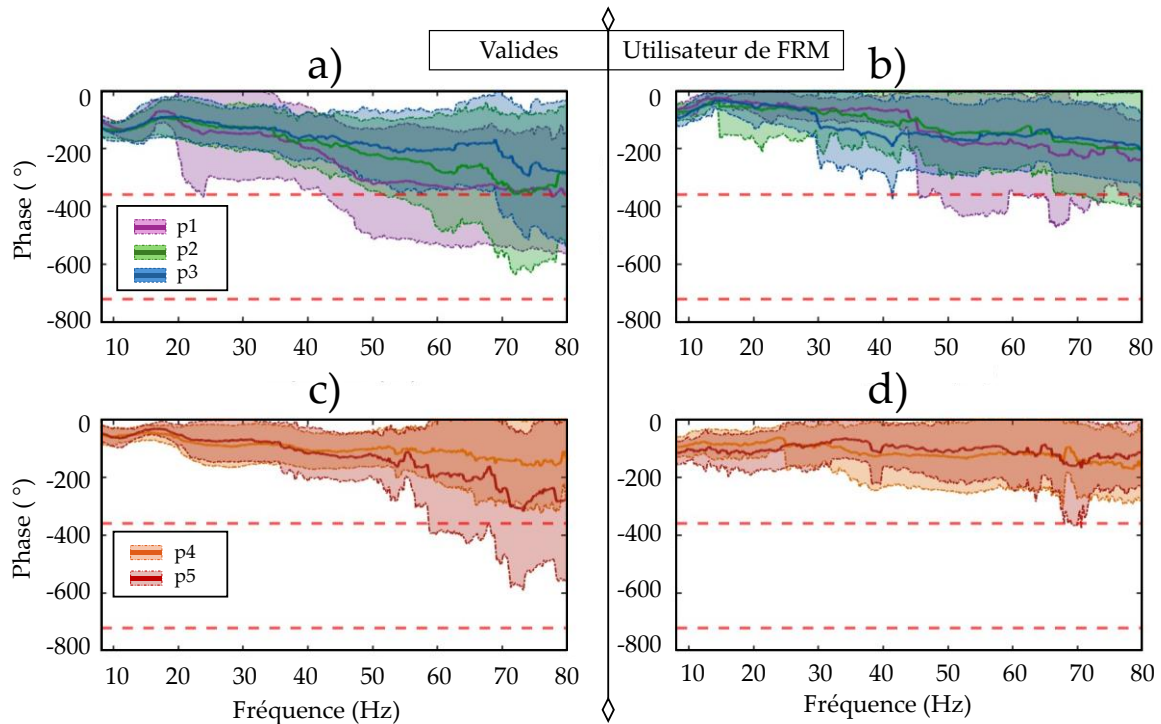 Valides
Utilisateur de FRM
a)
b)
Phase ( °)
0
-200
-400
-600
-800
p1
p2
p3
10 20 30 40 50 60 70 80
0
-200
-400
-600
-800
10 20 30 40 50 60 70 80
c)
d)
Phase ( °)
0
-200
-400
-600
-800
p4
p5
10 20 30 40 50 60 70 80
Fréquence (Hz)
0
-200
-400
-600
-800
10 20 30 40 50 60 70 80
Fréquence (Hz)